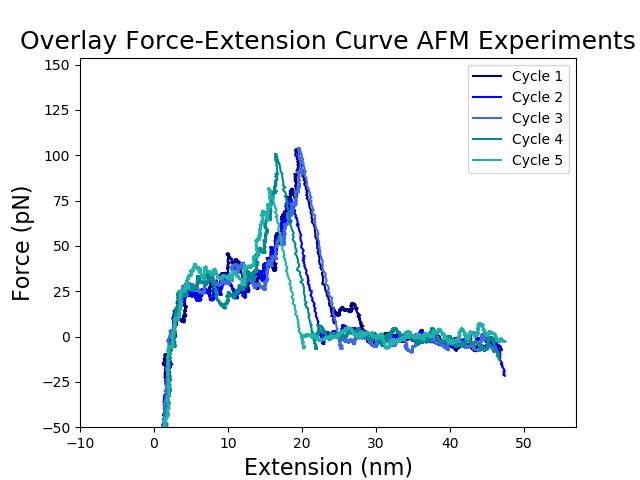 Overlay Force-Extension Curve AFM Experiments
150
125
100
75
50
25
0
−25
−50
Force (pN)
Cycle 1
Cycle 2
Cycle 3
Cycle 4
Cycle 5
−10
0
10
20
30
40
50
Extension (nm)